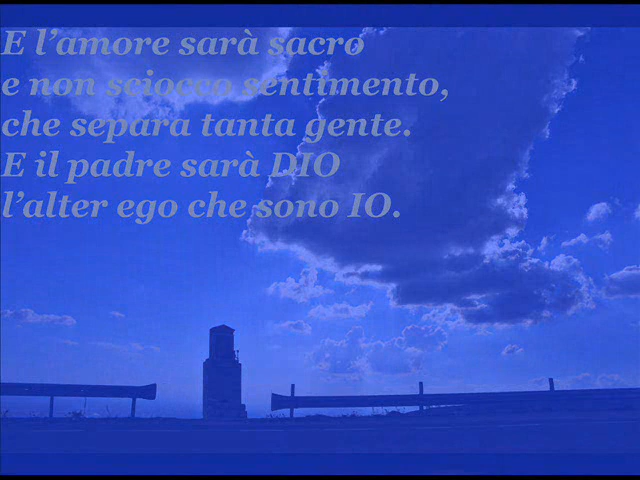 E l’amore sarà sacro
e non sciocco sentimento,
che separa tanta gente.
E il padre sarà DIO
l’alter ego che sono IO.